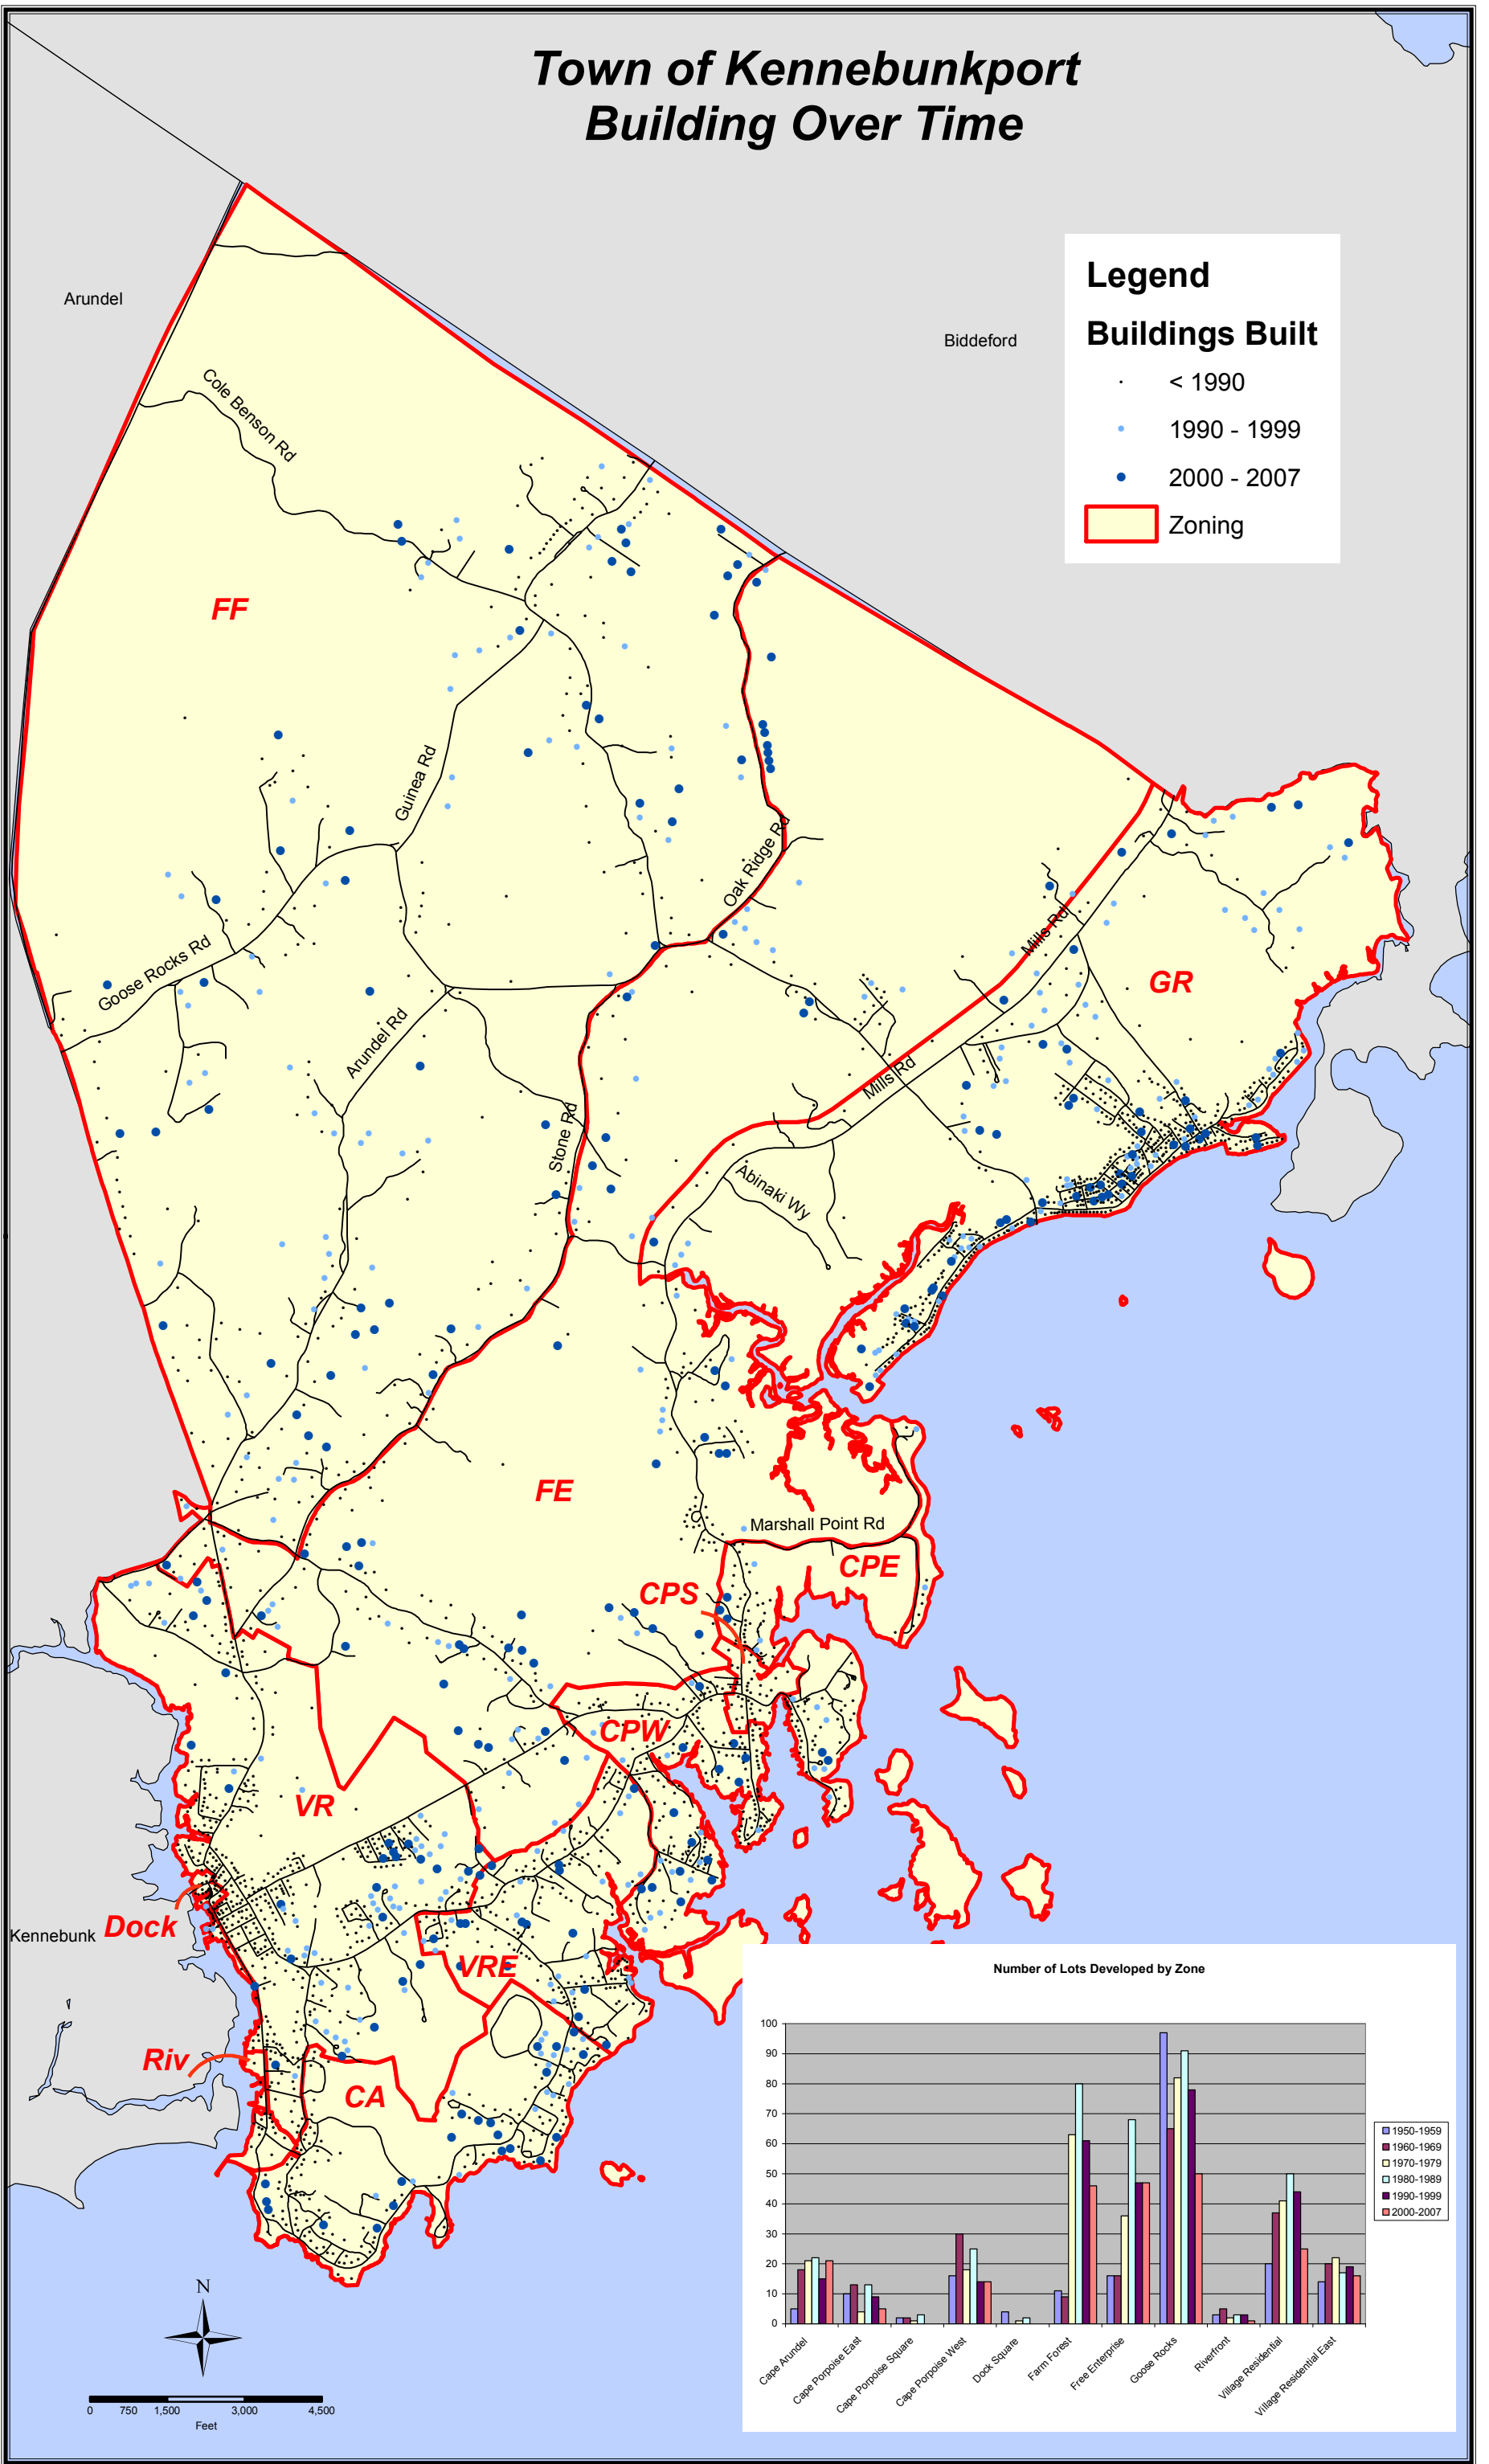 Town of Kennebunkport
Building Over Time
Legend
Buildings Built
< 1990
1990 - 1999
2000 - 2007
Zoning
Arundel
Biddeford
Cole Benson Rd
FF
Guinea Rd
Oak Ridge Rd
Goose Rocks Rd
Mills Rd
GR
Arundel Rd
Mills Rd
Stone Rd
Abinaki Wy
FE
Marshall Point Rd
CPE
CPS
CPW
VR
Kennebunk
Dock
VRE
Riv
CA
N
0 750 1,500 3,000 4,500
Feet
Number of Lots Developed by Zone
100
90
80
70
60
50
40
30
20
10
0
Cape Arundel
Cape Porpoise East
Cape Porpoise Square
Cape Porpoise West
Dock Square
Farm Forest
Free Enterprise
Goose Rocks
Riverfront
Village Residential
Village Residential East
1950-1959
1960-1969
1970-1979
1980-1989
1990-1999
2000-2007